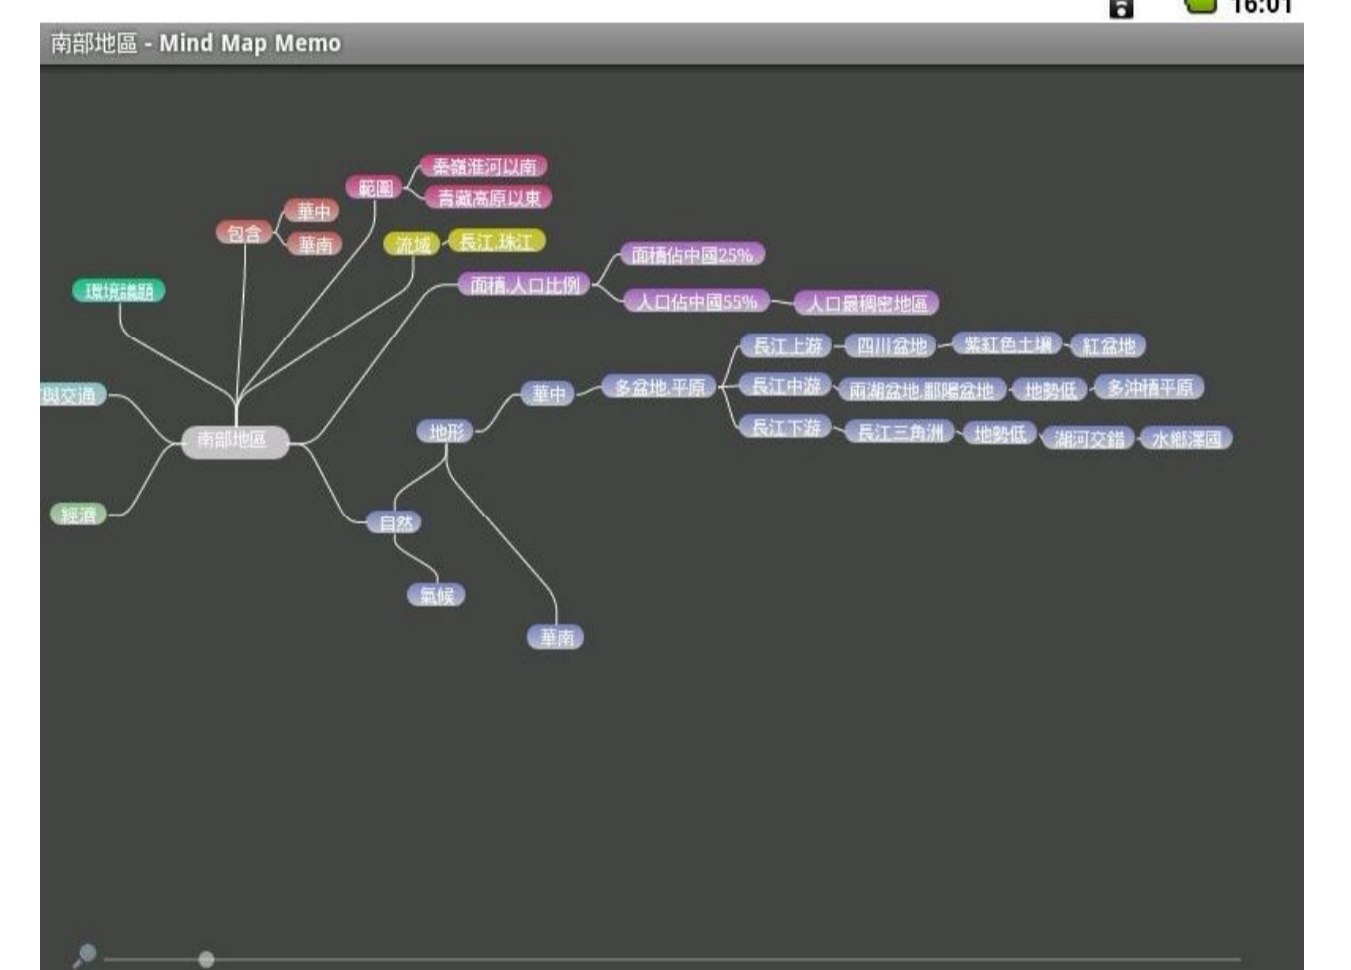 16:01
南部地區 - Mind Map Memo
秦嶺淮河以南
範圍
青藏高原以東
華中
包含
華南
流域
長江.珠江
面積佔中國25%
面積.人口比例
環境議題
人口佔中國55%
人口最稠密地區
長江上游
四川盆地
紫紅色土壤
紅盆地
與交通
華中
多盆地.平原
長江中游
兩湖盆地.鄱陽盆地
地勢低
多沖積平原
南部地區
地形
長江下游
長江三角洲
地勢低
湖河交錯
水鄉澤國
經濟
自然
氣候
華南